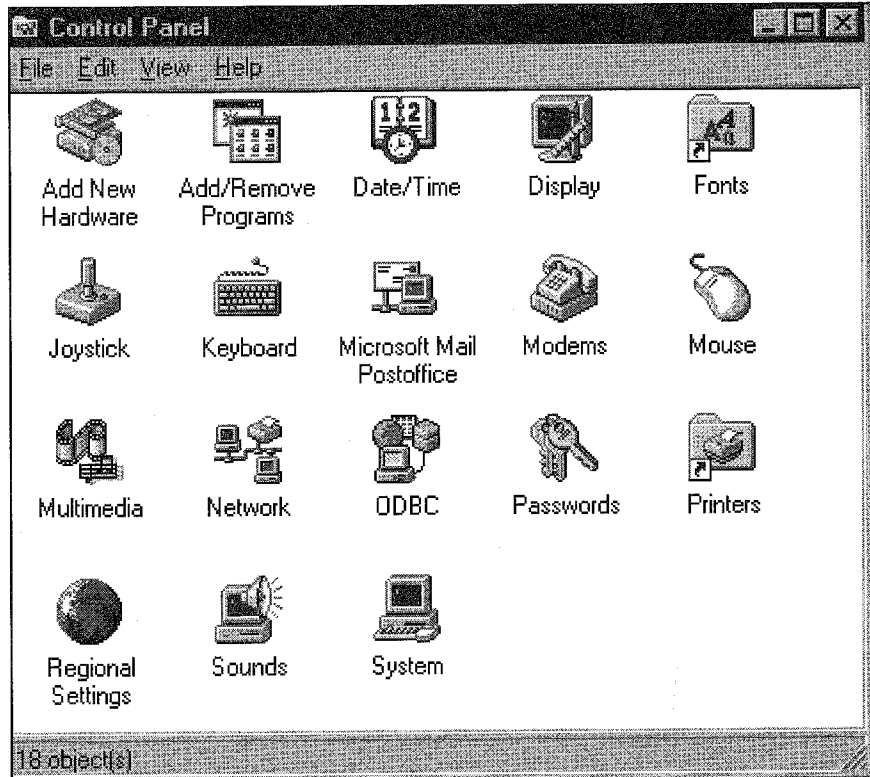 Control Panel
File Edit View Help
Add New Hardware
Add/Remove Programs
Date/Time
Display
Fonts
Joystick
Keyboard
Microsoft Mail Postoffice
Modems
Mouse
Multimedia
Network
ODBC
Passwords
Printers
Regional Settings
Sounds
System
18 object(s)